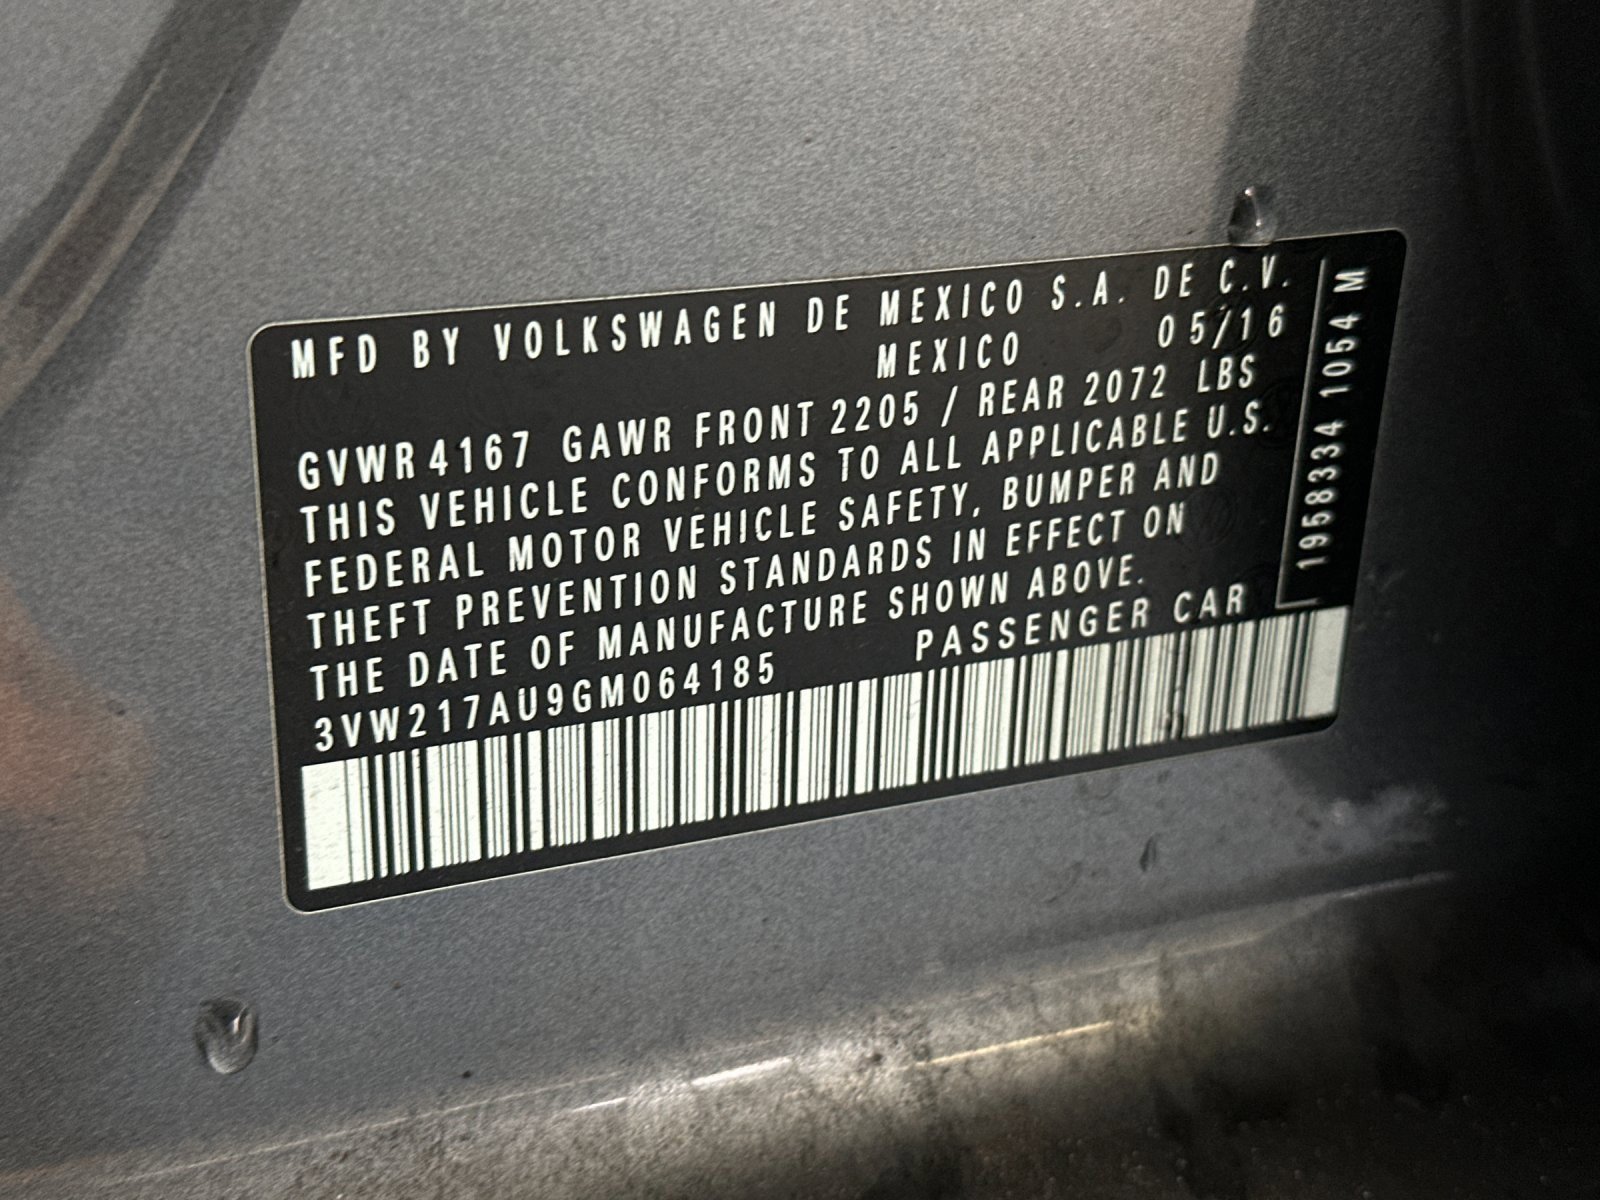 MFD BY VOLKSWAGEN DE MEXICO S.A. DE C.V.
MEXICO 05/16
GVWR 4167 GAWR FRONT 2205 / REAR 2072 LBS
THIS VEHICLE CONFORMS TO ALL APPLICABLE U.S.
FEDERAL MOTOR VEHICLE SAFETY, BUMPER AND
THEFT PREVENTION STANDARDS IN EFFECT ON
THE DATE OF MANUFACTURE SHOWN ABOVE.
3VW217AU9GM064185 PASSENGER CAR
1958334 1054 M